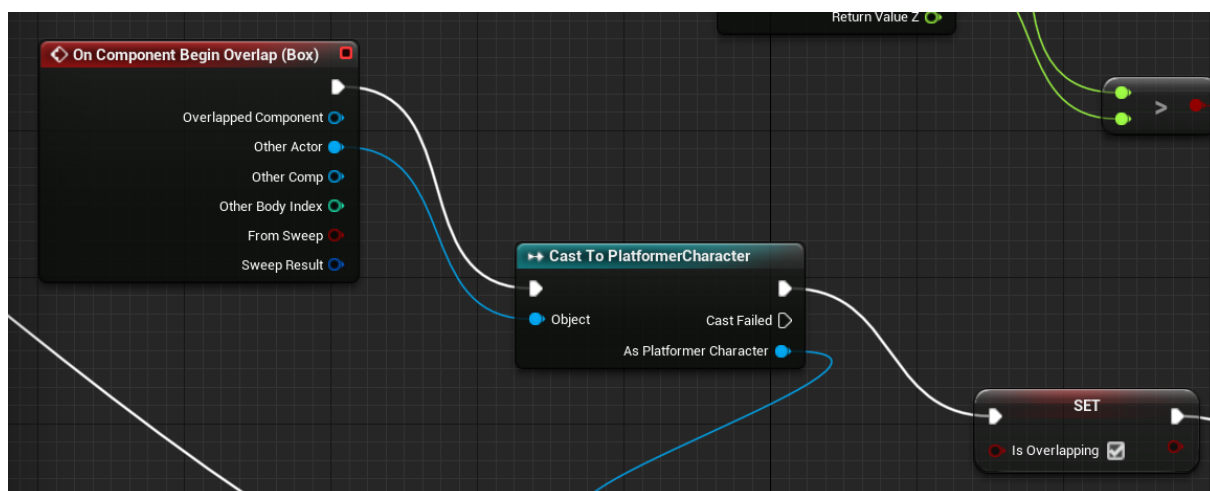 Return Value Z
On Component Begin Overlap (Box)
Overlapped Component
Other Actor
Other Comp
Other Body Index
From Sweep
Sweep Result
>
Cast To PlatformerCharacter
Object
Cast Failed
As Platformer Character
SET
Is Overlapping